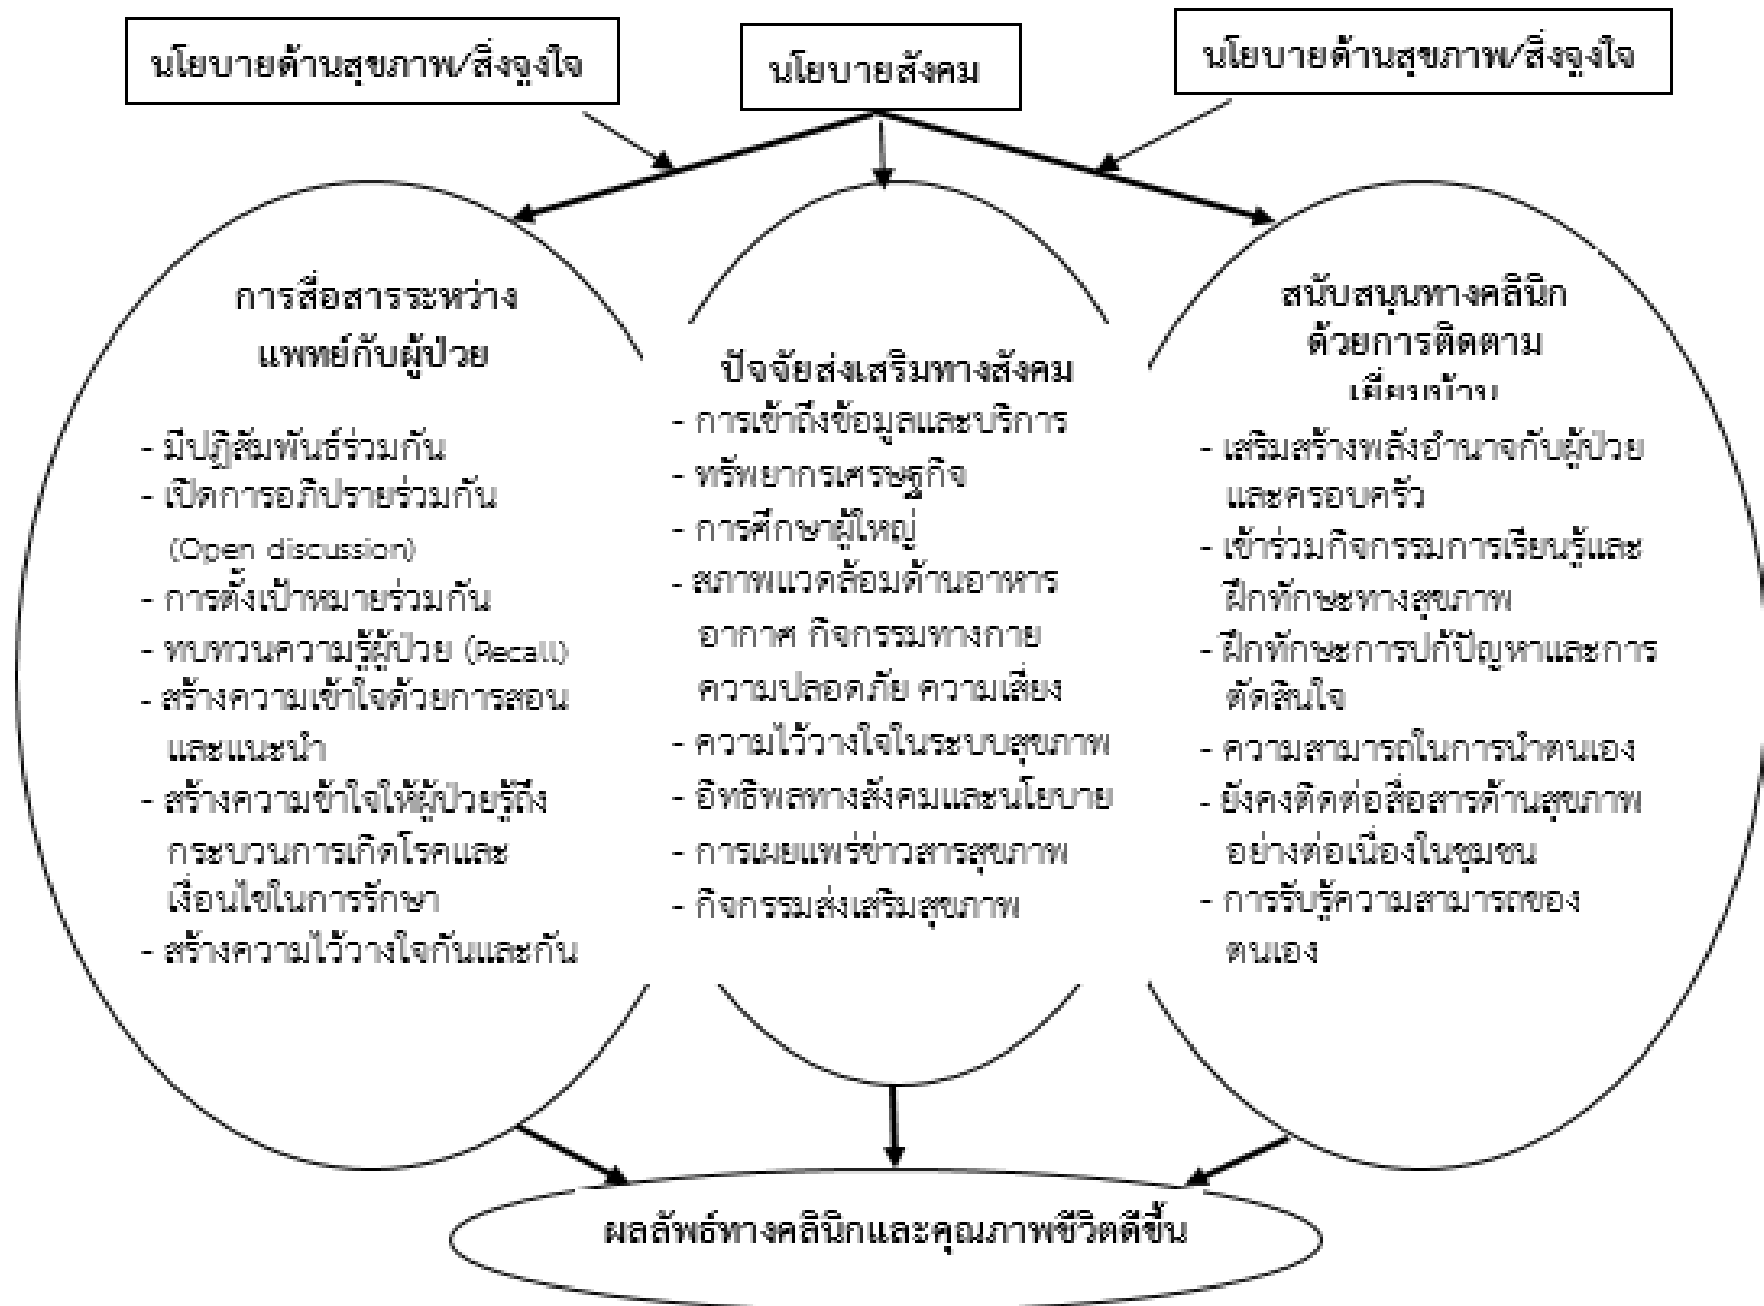 นโยบายด้านสุขภาพ/สิ่งจูงใจ
นโยบายสังคม
นโยบายด้านสุขภาพ/สิ่งจูงใจ
การสื่อสารระหว่าง
แพทย์กับผู้ป่วย
- มีปฏิสัมพันธ์ร่วมกัน
- เปิดการอภิปรายร่วมกัน
(Open discussion)
- การตั้งเป้าหมายร่วมกัน
- ทบทวนความรู้ผู้ป่วย (Recall)
- สร้างความเข้าใจด้วยการสอน
และแนะนำ
- สร้างความข้าใจให้ผู้ป่วยรู้ถึง
กระบวนการเกิดโรคและ
เงื่อนไขในการรักษา
- สร้างความไว้วางใจกันและกัน
ปัจจัยส่งเสริมทางสังคม
- การเข้าถึงข้อมูลและบริการ
- ทรัพยากรเศรษฐกิจ
- การศึกษาผู้ใหญ่
- สภาพแวดล้อมด้านอาหาร
อากาศ กิจกรรมทางกาย
ความปลอดภัย ความเสี่ยง
- ความไว้วางใจในระบบสุขภาพ
- อิทธิพลทางสังคมและนโยบาย
- การเผยแพร่ข่าวสารสุขภาพ
- กิจกรรมส่งเสริมสุขภาพ
สนับสนุนทางคลินิก
ด้วยการติดตาม
เยี่ยมบ้าน
- เสริมสร้างพลังอำนาจกับผู้ป่วย
และครอบครัว
- เข้าร่วมกิจกรรมการเรียนรู้และ
ฝึกทักษะทางสุขภาพ
- ฝึกทักษะการปก้ปัญหาและการ
ตัดสินใจ
- ความสามารถในการนำตนเอง
- ยังคงติดต่อสื่อสารด้านสุขภาพ
อย่างต่อเนื่องในชุมชน
- การรับรู้ความสามารถของ
ตนเอง
ผลลัพธ์ทางคลินิกและคุณภาพชีวิตดีขึ้น